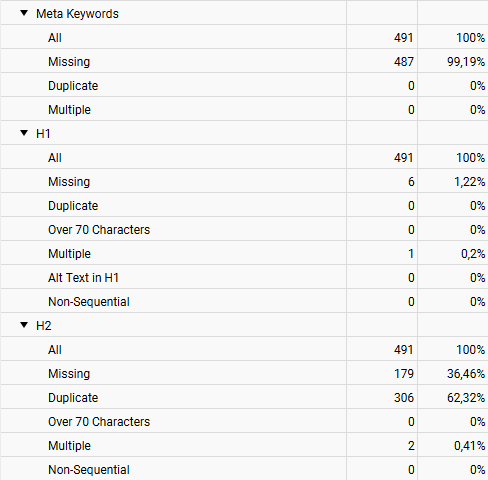 Meta Keywords
All 491 100%
Missing 487 99,19%
Duplicate 0 0%
Multiple 0 0%
H1
All 491 100%
Missing 6 1,22%
Duplicate 0 0%
Over 70 Characters 0 0%
Multiple 1 0,2%
Alt Text in H1 0 0%
Non-Sequential 0 0%
H2
All 491 100%
Missing 179 36,46%
Duplicate 306 62,32%
Over 70 Characters 0 0%
Multiple 2 0,41%
Non-Sequential 0 0%